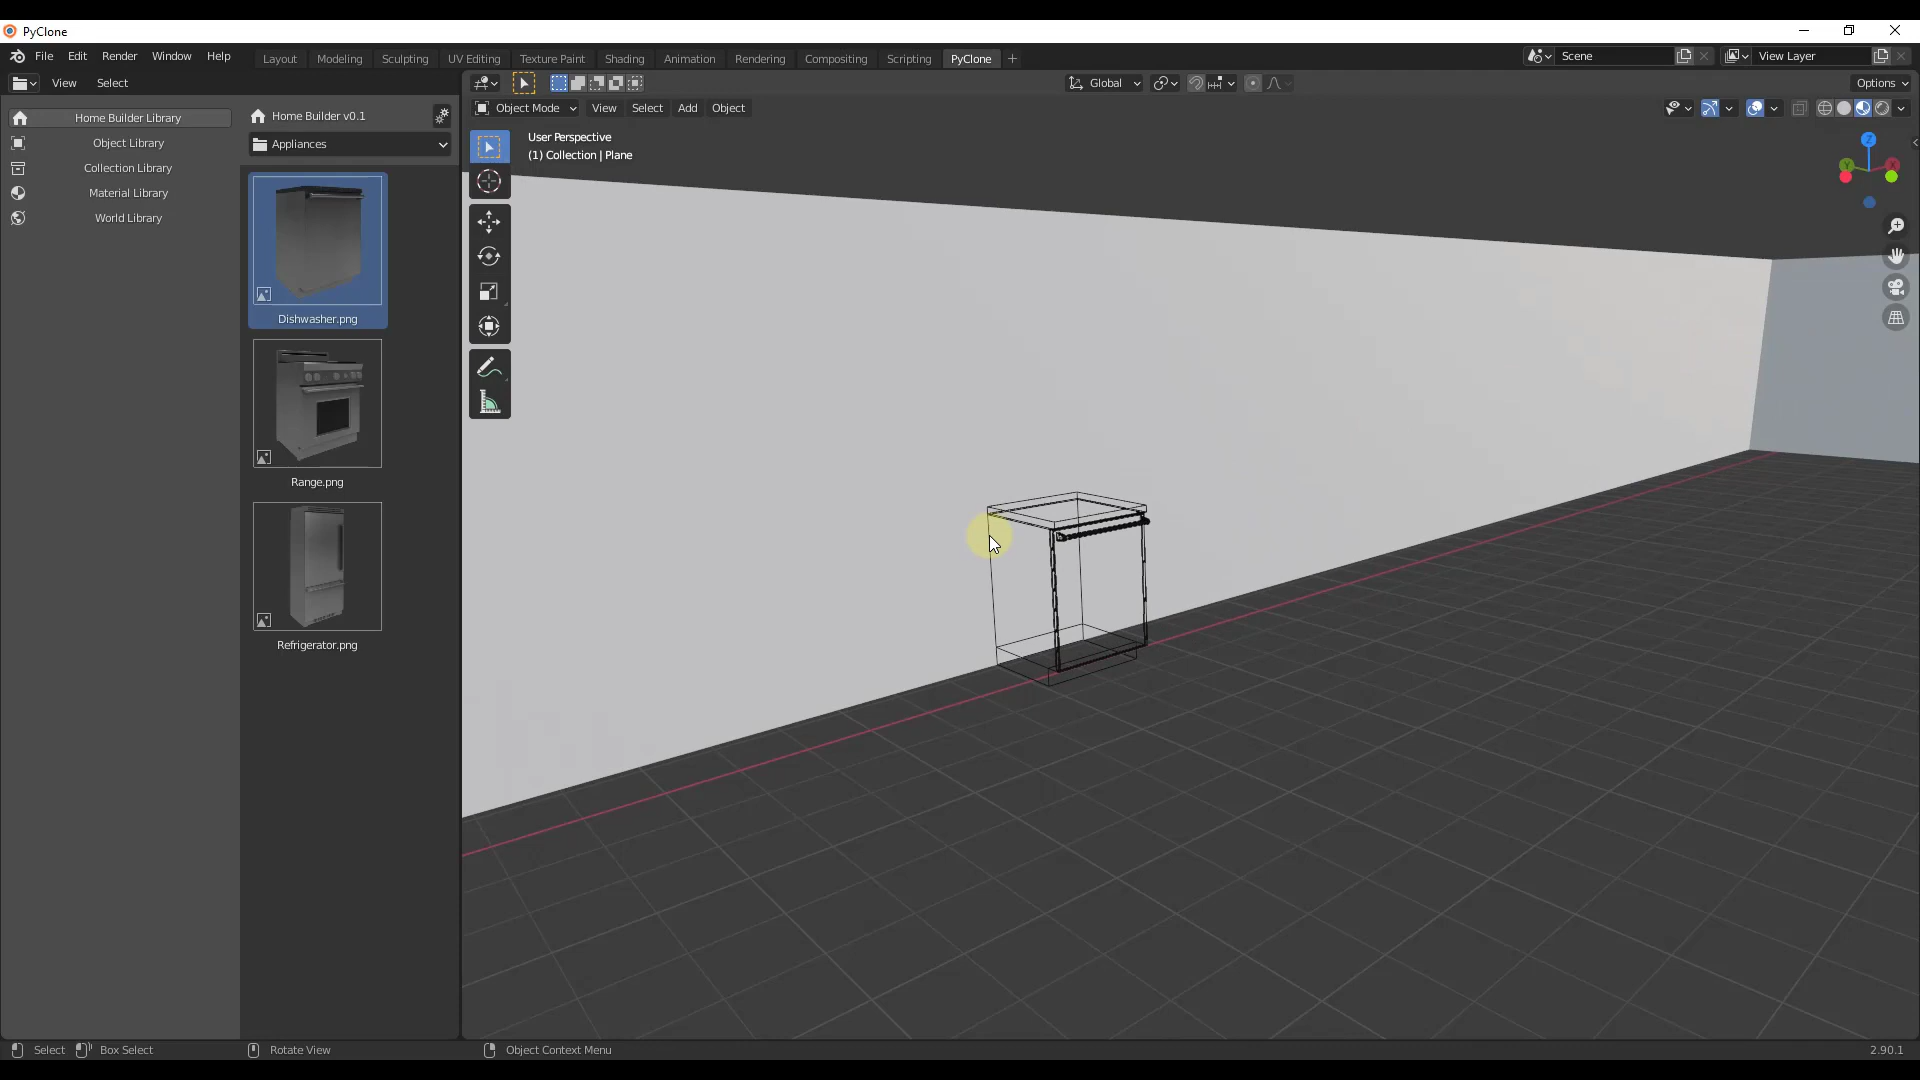 PyClone
File Edit Render Window Help
Layout Modeling Sculpting UV Editing Texture Paint Shading Animation Rendering Compositing Scripting PyClone
Scene
View Layer
View Select
Global
Options
Object Mode View Select Add Object
Home Builder Library
Object Library
Collection Library
Material Library
World Library
Home Builder v0.1
Appliances
Dishwasher.png
Range.png
Refrigerator.png
User Perspective
(1) Collection | Plane
Z
Y
X
Select Box Select Rotate View Object Context Menu 2.90.1